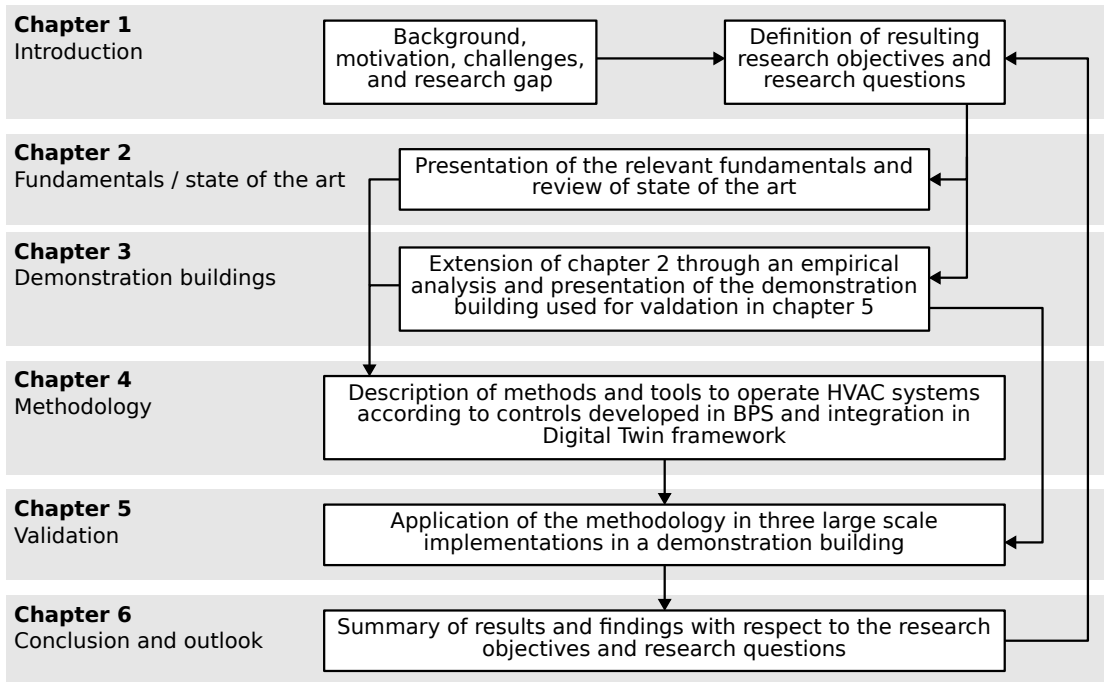 Chapter 1
Introduction
Background,
motivation, challenges,
and research gap
Definition of resulting
research objectives and
research questions
Chapter 2
Fundamentals / state of the art
Presentation of the relevant fundamentals and
review of state of the art
Chapter 3
Demonstration buildings
Extension of chapter 2 through an empirical
analysis and presentation of the demonstration
building used for valdation in chapter 5
Chapter 4
Methodology
Description of methods and tools to operate HVAC systems
according to controls developed in BPS and integration in
Digital Twin framework
Chapter 5
Validation
Application of the methodology in three large scale
implementations in a demonstration building
Chapter 6
Conclusion and outlook
Summary of results and findings with respect to the research
objectives and research questions